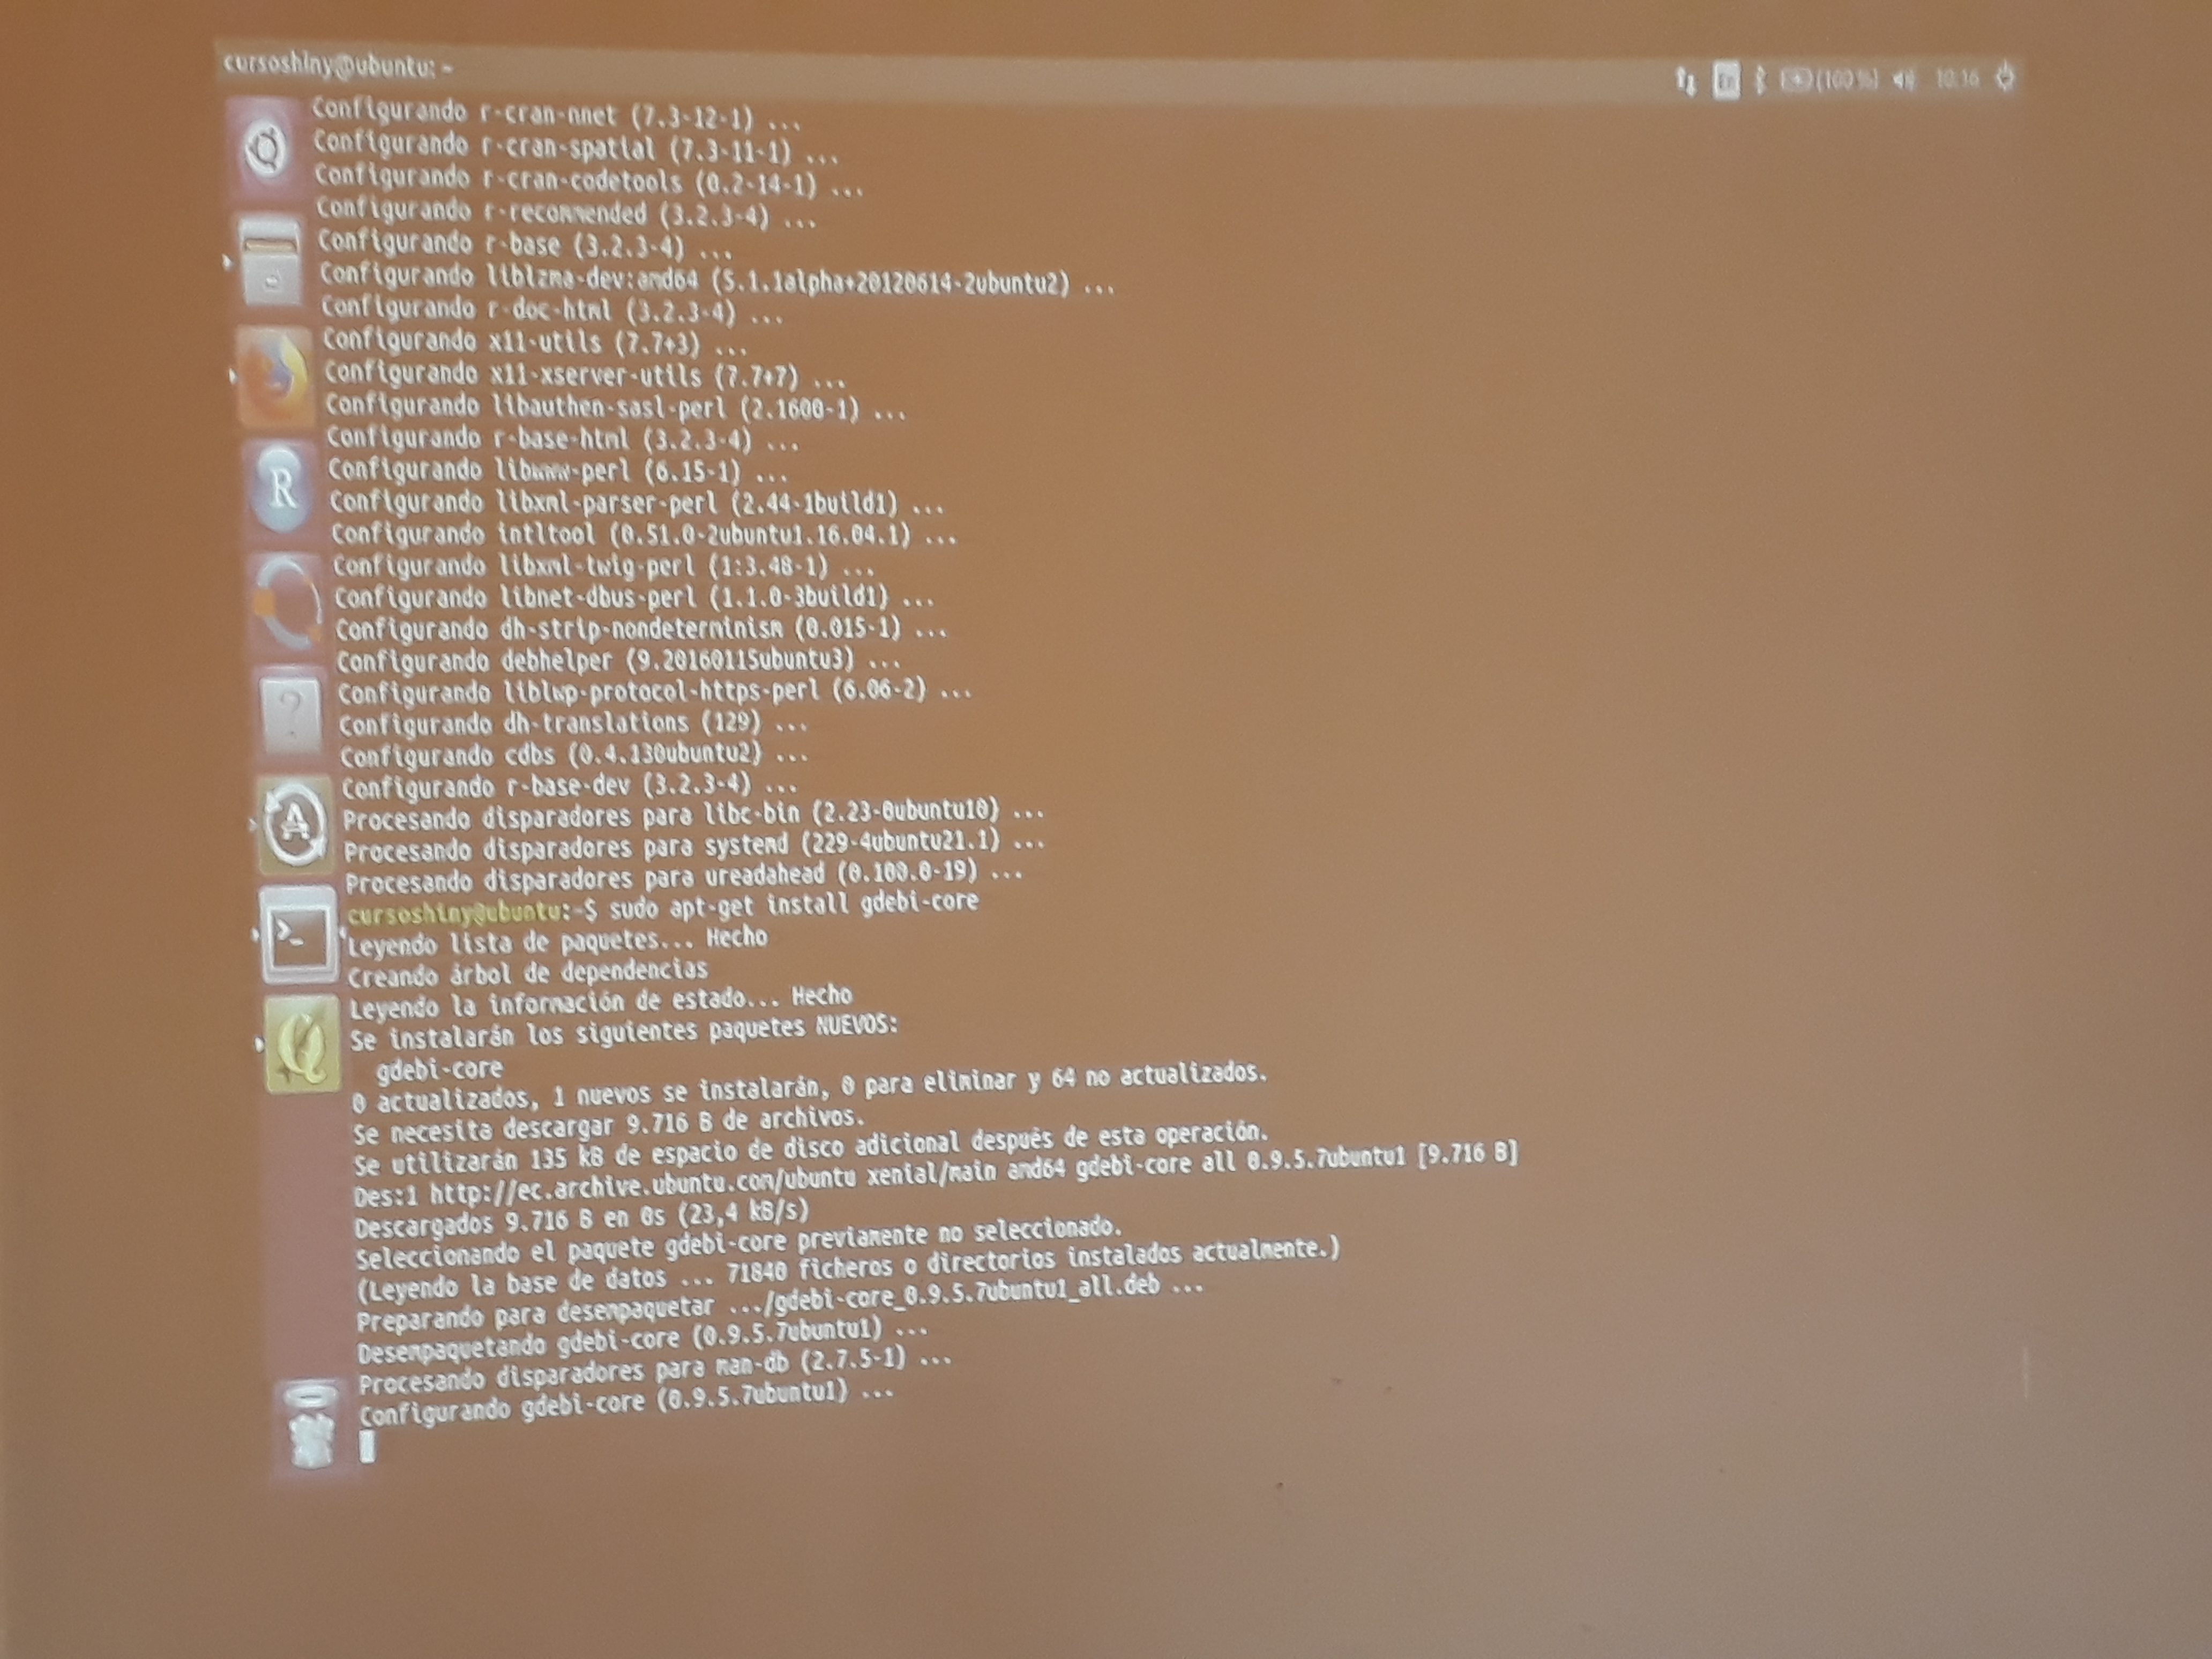 cursoshiny@ubuntu: ~
(100%) 10:16
Configurando r-cran-nnet (7.3-12-1) ...
Configurando r-cran-spatial (7.3-11-1) ...
Configurando r-cran-codetools (0.2-14-1) ...
Configurando r-recommended (3.2.3-4) ...
Configurando r-base (3.2.3-4) ...
Configurando liblzma-dev:amd64 (5.1.1alpha+20120614-2ubuntu2) ...
Configurando r-doc-html (3.2.3-4) ...
Configurando x11-utils (7.7+3) ...
Configurando x11-xserver-utils (7.7+7) ...
Configurando libauthen-sasl-perl (2.1600-1) ...
Configurando r-base-html (3.2.3-4) ...
Configurando libwww-perl (6.15-1) ...
Configurando libxml-parser-perl (2.44-1build1) ...
Configurando intltool (0.51.0-2ubuntu1.16.04.1) ...
Configurando libxml-twig-perl (1:3.48-1) ...
Configurando libnet-dbus-perl (1.1.0-3build1) ...
Configurando dh-strip-nondeterminism (0.015-1) ...
Configurando debhelper (9.20160115ubuntu3) ...
Configurando liblwp-protocol-https-perl (6.06-2) ...
Configurando dh-translations (129) ...
Configurando cdbs (0.4.130ubuntu2) ...
Configurando r-base-dev (3.2.3-4) ...
Procesando disparadores para libc-bin (2.23-0ubuntu10) ...
Procesando disparadores para systemd (229-4ubuntu21.1) ...
Procesando disparadores para ureadahead (0.100.0-19) ...
cursoshiny@ubuntu:~$ sudo apt-get install gdebi-core
Leyendo lista de paquetes... Hecho
Creando árbol de dependencias
Leyendo la información de estado... Hecho
Se instalarán los siguientes paquetes NUEVOS:
gdebi-core
0 actualizados, 1 nuevos se instalarán, 0 para eliminar y 64 no actualizados.
Se necesita descargar 9.716 B de archivos.
Se utilizarán 135 kB de espacio de disco adicional después de esta operación.
Des:1 http://ec.archive.ubuntu.com/ubuntu xenial/main amd64 gdebi-core all 0.9.5.7ubuntu1 [9.716 B]
Descargados 9.716 B en 0s (23,4 kB/s)
Seleccionando el paquete gdebi-core previamente no seleccionado.
(Leyendo la base de datos ... 71840 ficheros o directorios instalados actualmente.)
Preparando para desempaquetar .../gdebi-core_0.9.5.7ubuntu1_all.deb ...
Desempaquetando gdebi-core (0.9.5.7ubuntu1) ...
Procesando disparadores para man-db (2.7.5-1) ...
Configurando gdebi-core (0.9.5.7ubuntu1) ...